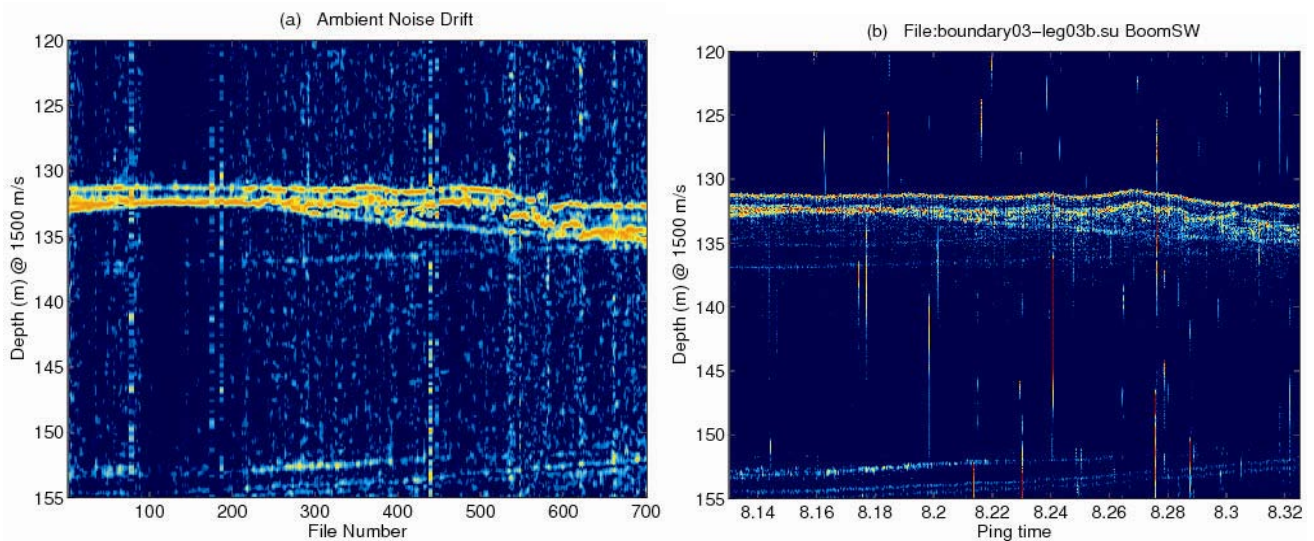 (a) Ambient Noise Drift
120
125
130
135
140
145
150
155
Depth (m) @ 1500 m/s
100 200 300 400 500 600 700
File Number
(b) File:boundary03−leg03b.su BoomSW
120
125
130
135
140
145
150
155
Depth (m) @ 1500 m/s
8.14 8.16 8.18 8.2 8.22 8.24 8.26 8.28 8.3 8.32
Ping time